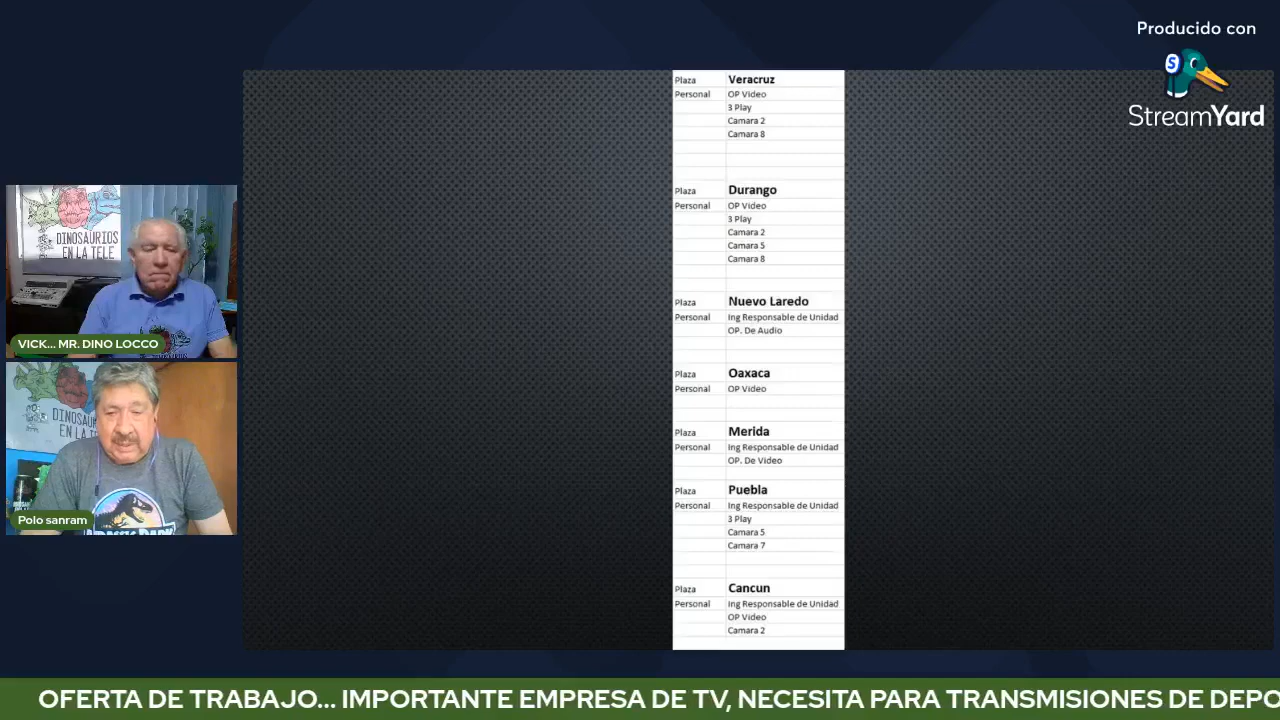 Producido con
StreamYard
Plaza Veracruz
Personal OP Video
3 Play
Camara 2
Camara 8
Plaza Durango
Personal OP Video
3 Play
Camara 2
Camara 5
Camara 8
Plaza Nuevo Laredo
Personal Ing Responsable de Unidad
OP. De Audio
Plaza Oaxaca
Personal OP Video
Plaza Merida
Personal Ing Responsable de Unidad
OP. De Video
Plaza Puebla
Personal Ing Responsable de Unidad
3 Play
Camara 5
Camara 7
Plaza Cancun
Personal Ing Responsable de Unidad
OP Video
Camara 2
DINOSAURIOS
EN LA TELE
VICK... MR. DINO LOCCO
EN LA
Polo sanram
OFERTA DE TRABAJO... IMPORTANTE EMPRESA DE TV, NECESITA PARA TRANSMISIONES DE DEPO